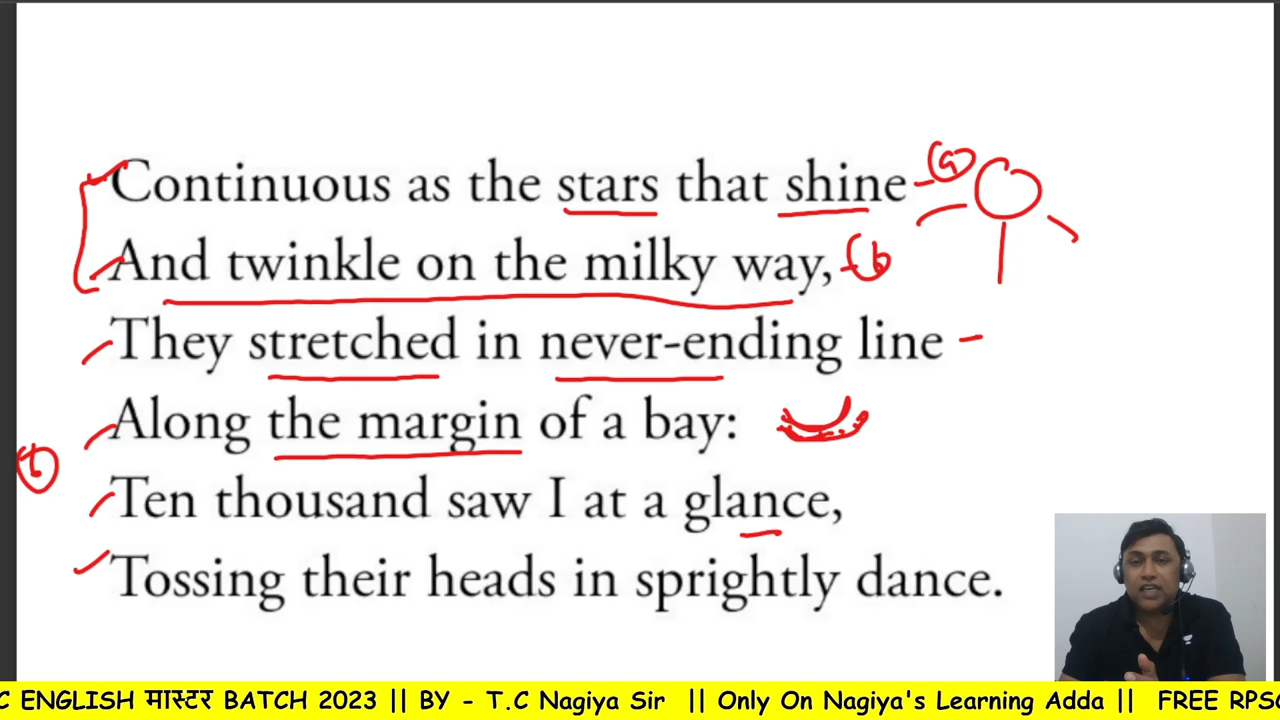 Continuous as the stars that shine (a)
And twinkle on the milky way, (b)
They stretched in never-ending line
Along the margin of a bay:
Ten thousand saw I at a glance,
Tossing their heads in sprightly dance.
C ENGLISH मास्टर BATCH 2023 || BY - T.C Nagiya Sir || Only On Nagiya's Learning Adda || FREE RPSC